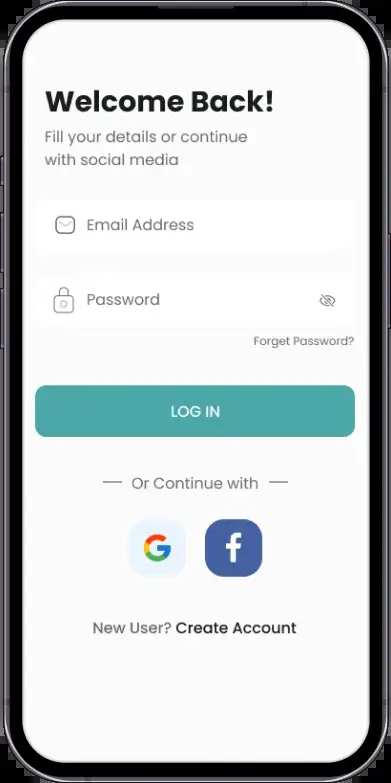 Welcome Back!
Fill your details or continue
with social media
Email Address
Password
Forget Password?
LOG IN
Or Continue with
New User? Create Account